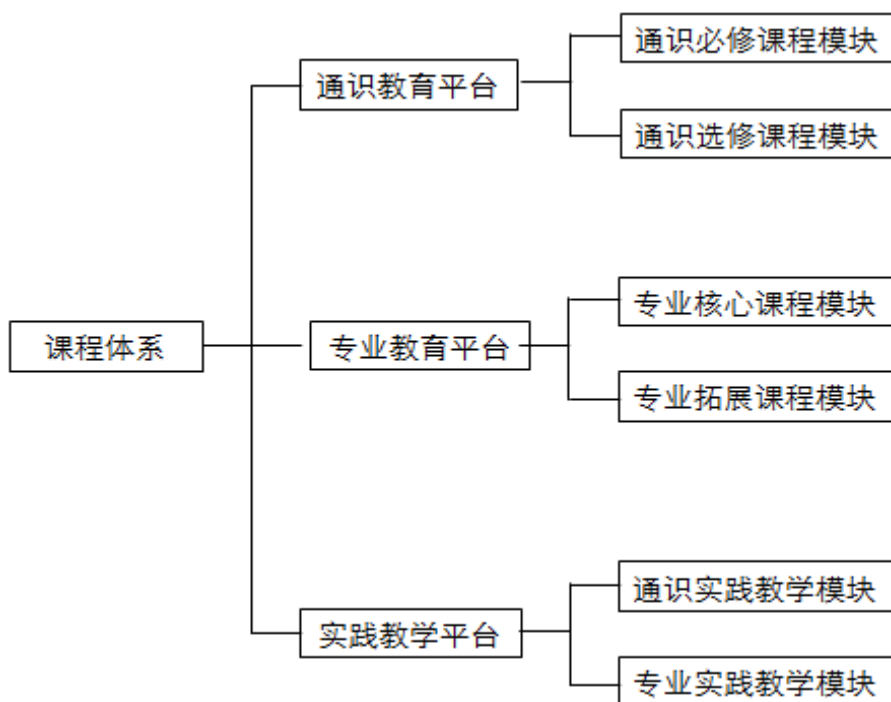 通识必修课程模块
通识教育平台
通识选修课程模块
专业核心课程模块
课程体系
专业教育平台
专业拓展课程模块
通识实践教学模块
实践教学平台
专业实践教学模块